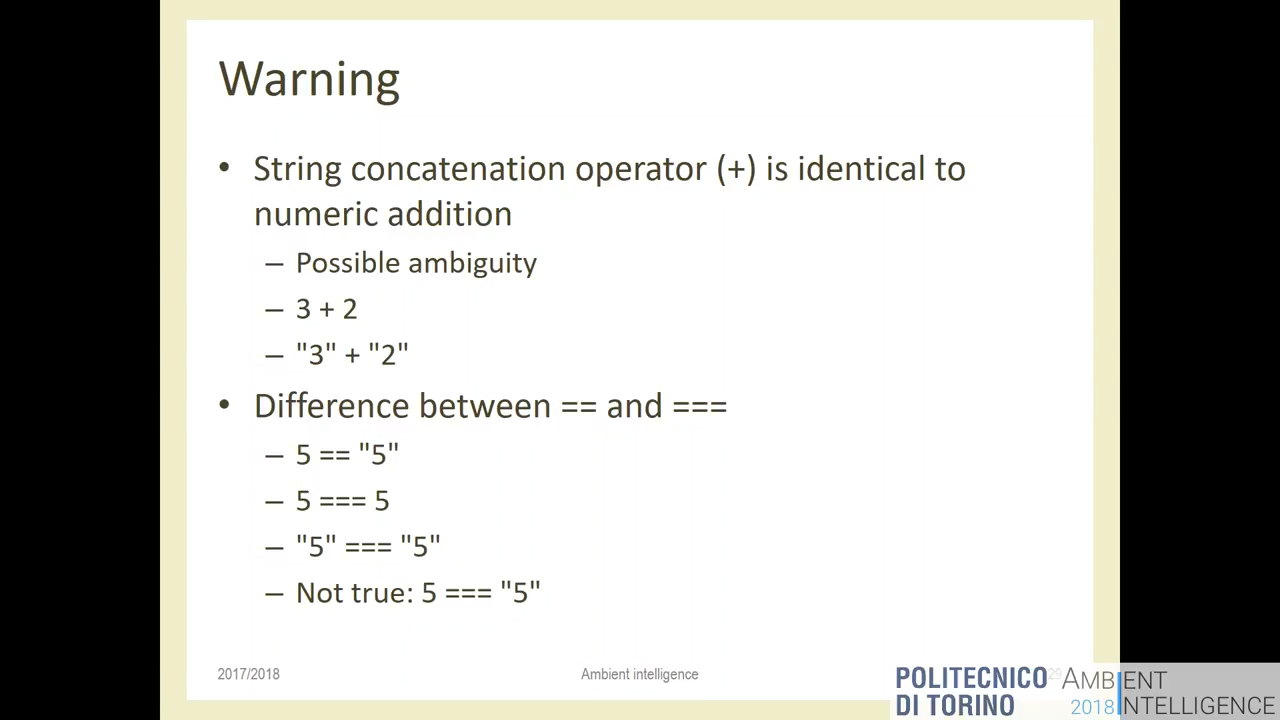 Warning
• String concatenation operator (+) is identical to
numeric addition
– Possible ambiguity
– 3 + 2
– "3" + "2"
• Difference between == and ===
– 5 == "5"
– 5 === 5
– "5" === "5"
– Not true: 5 === "5"
2017/2018
Ambient intelligence
29
POLITECNICO
DI TORINO
AMBIENT
2018 INTELLIGENCE